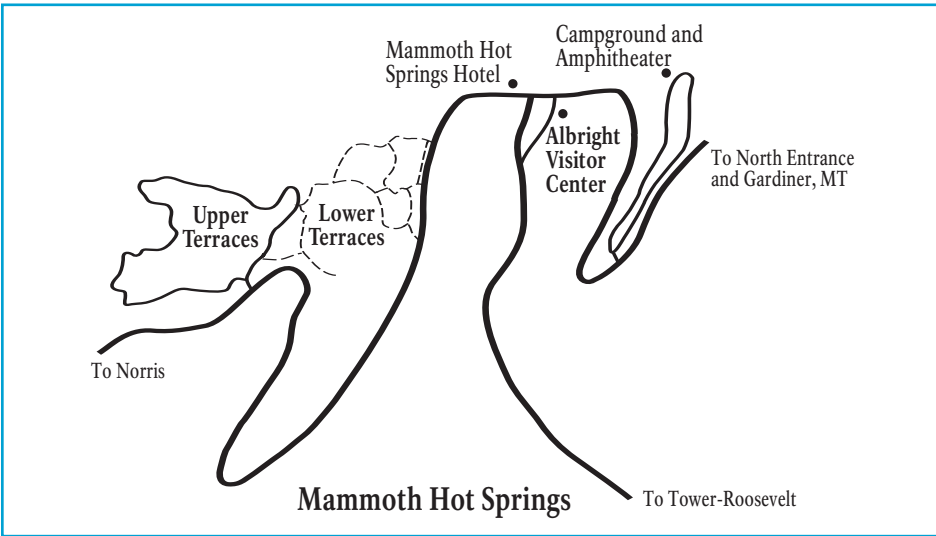 Campground and
Amphitheater
Mammoth Hot
Springs Hotel
Albright
Visitor
Center
To North Entrance
and Gardiner, MT
Upper
Terraces
Lower
Terraces
To Norris
Mammoth Hot Springs
To Tower-Roosevelt